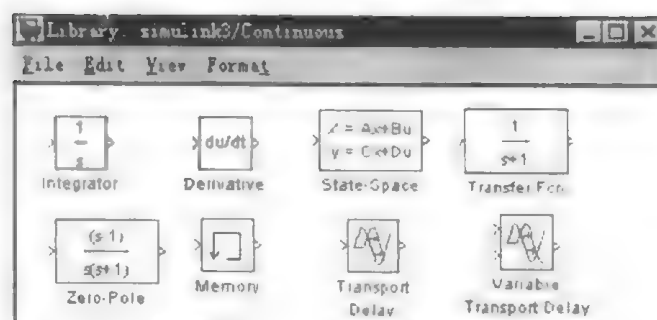 Library: simulink3/Continuous
File Edit View Format
1
s
Integrator
du/dt
Derivative
x' = Ax+Bu
y = Cx+Du
State-Space
1
s+1
Transfer Fcn
(s-1)
s(s+1)
Zero-Pole
Memory
Transport
Delay
Variable
Transport Delay